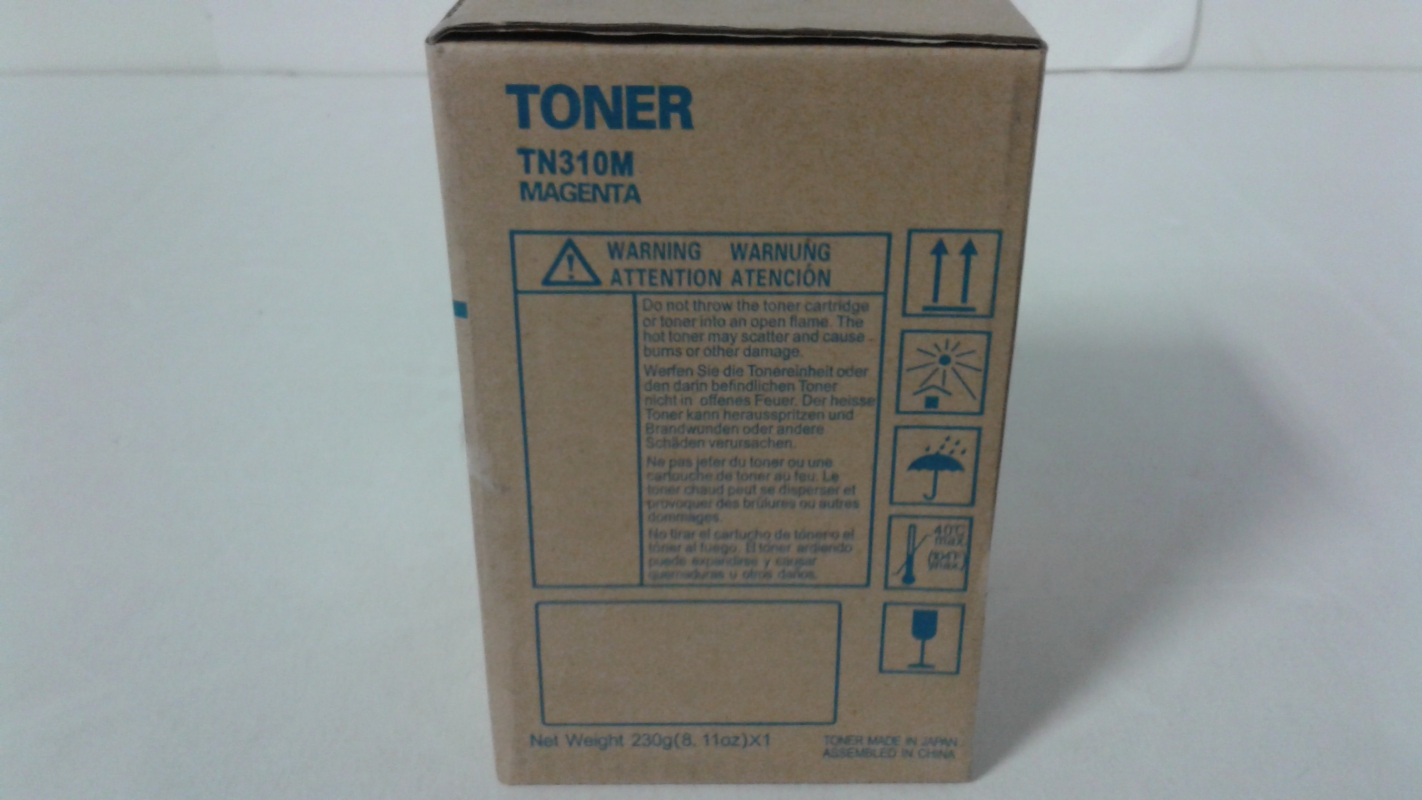 TONER
TN310M
MAGENTA
WARNING WARNUNG
ATTENTION ATENCIÓN
Do not throw the toner cartridge
or toner into an open flame. The
hot toner may scatter and cause
burns or other damage.
Werfen Sie die Tonereinheit oder
den darin befindlichen Toner
nicht in offenes Feuer. Der heisse
Toner kann herausspritzen und
Brandwunden oder andere
Schäden verursachen.
Ne pas jeter du toner ou une
cartouche de toner au feu. Le
toner chaud peut se disperser et
provoquer des brûlures ou autres
dommages.
No tirar el cartucho de tónero el
tóner al fuego. El tóner ardiendo
puede expandirse y causar
quemaduras u otros daños.
40°C
max.
(104°F
max.)
Net Weight 230g(8. 11oz)X1
TONER MADE IN JAPAN
ASSEMBLED IN CHINA